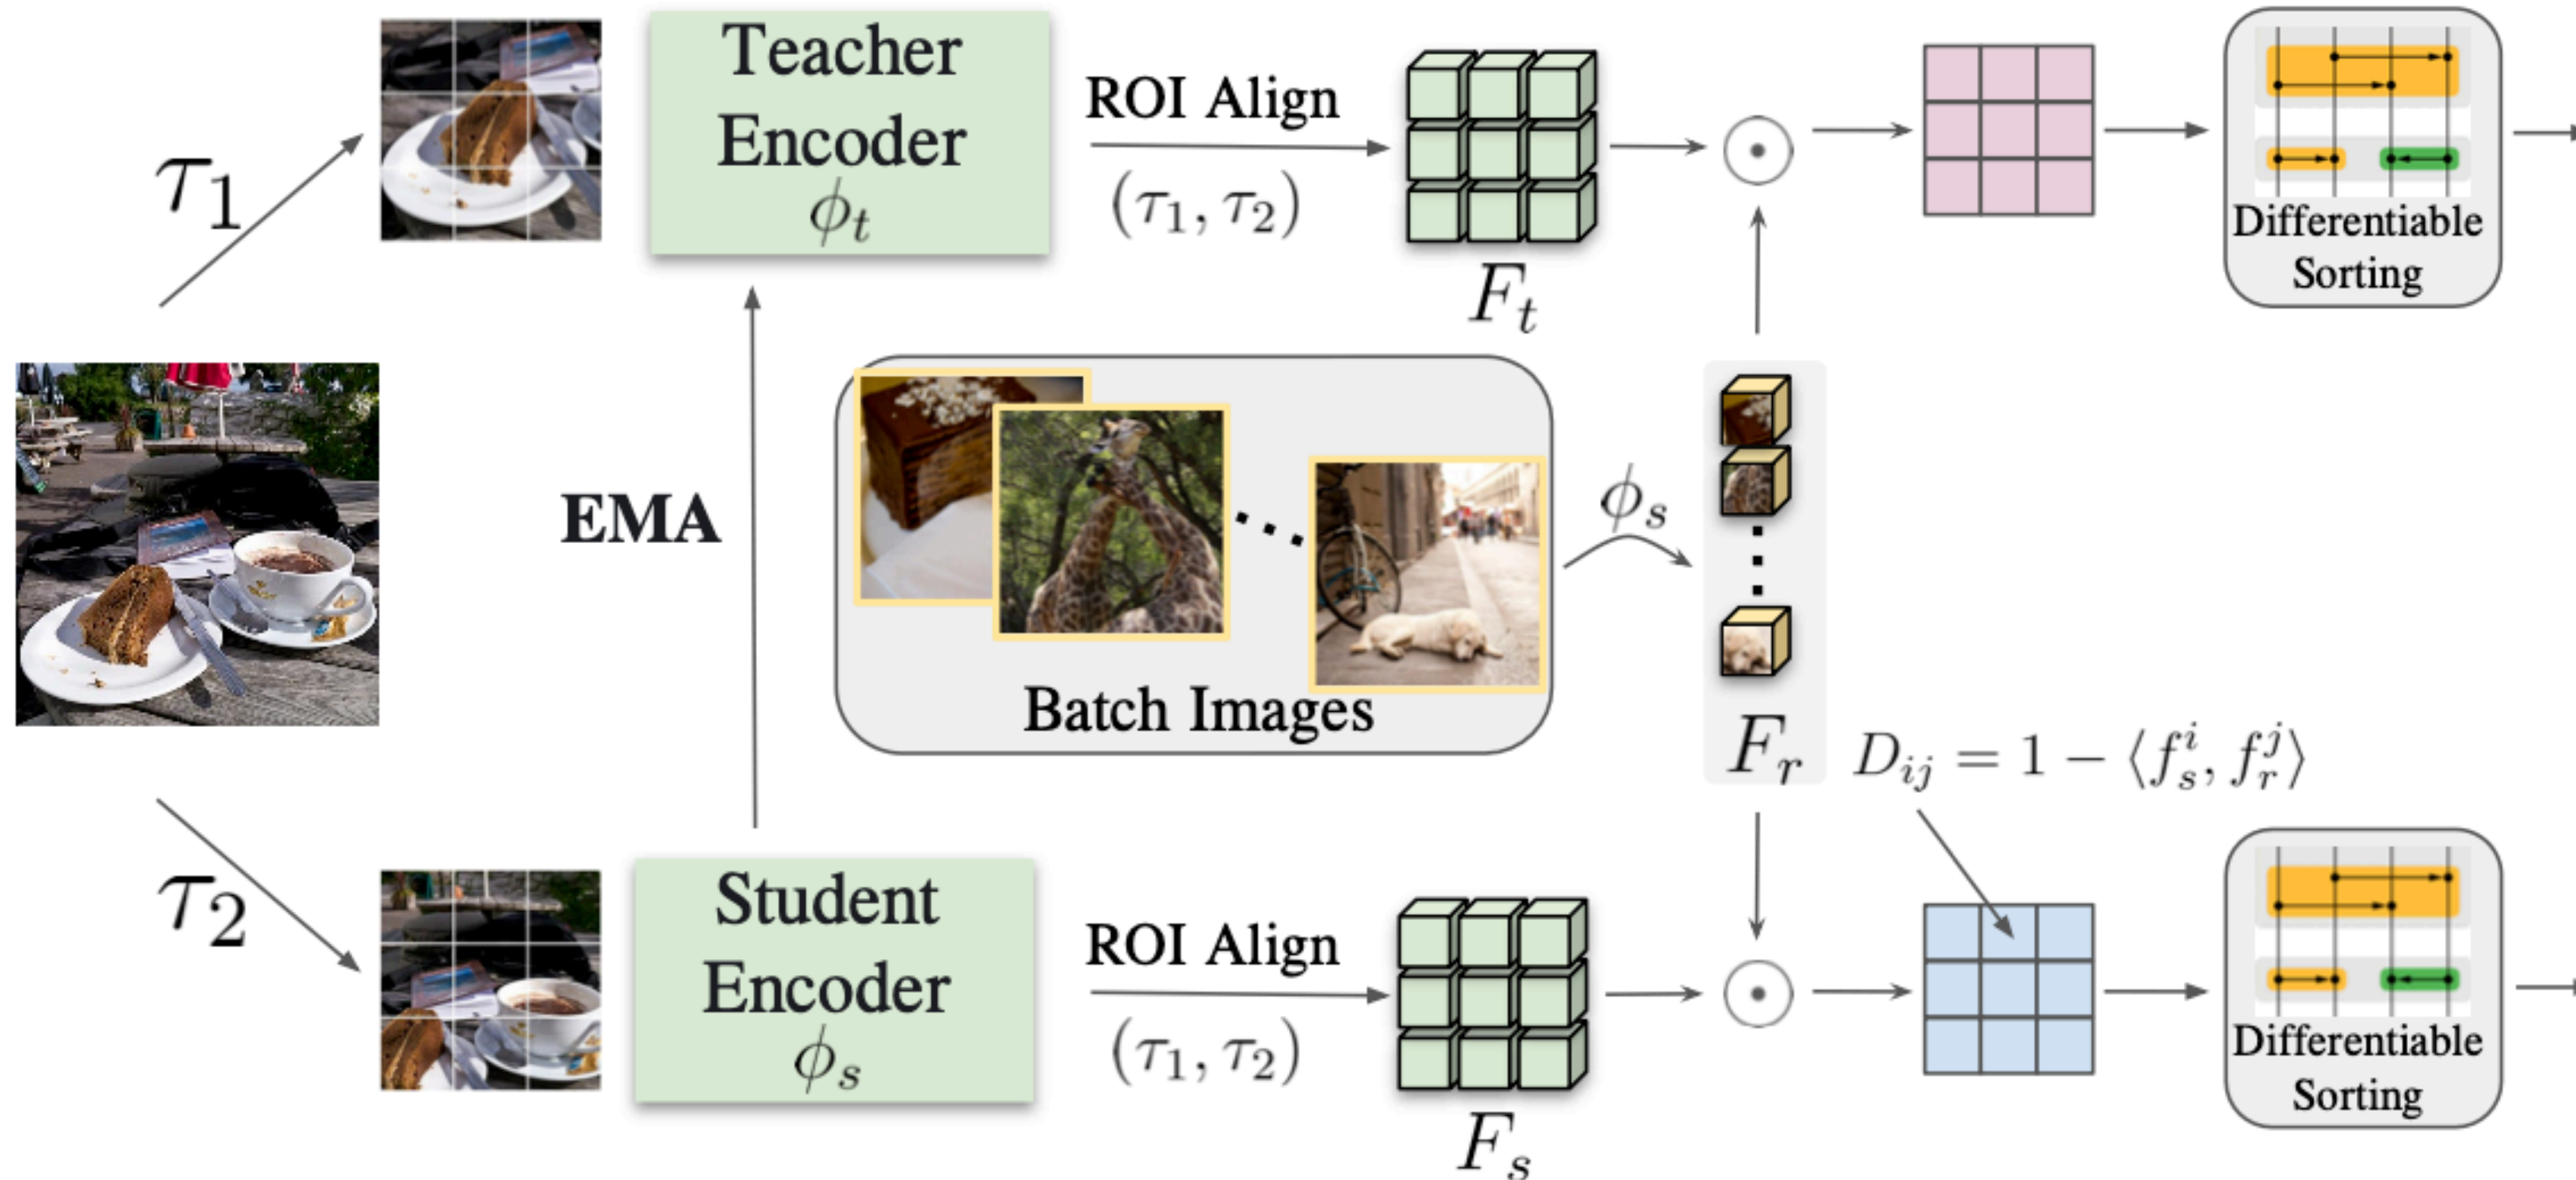 τ₁
Teacher
Encoder
ϕₜ
ROI Align
(τ₁, τ₂)
Fₜ
Differentiable
Sorting
EMA
Batch Images
ϕₛ
Fᵣ
Dᵢⱼ = 1 − ⟨fₛⁱ, fᵣʲ⟩
τ₂
Student
Encoder
ϕₛ
ROI Align
(τ₁, τ₂)
Fₛ
Differentiable
Sorting